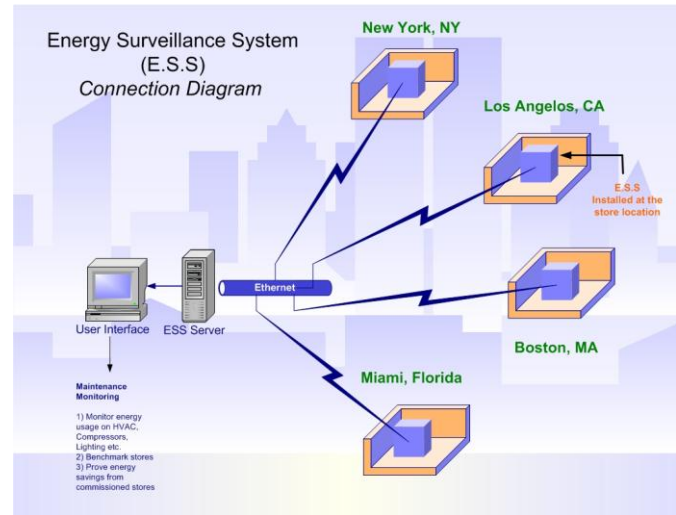 Energy Surveillance System
(E.S.S)
Connection Diagram
New York, NY
Los Angelos, CA
E.S.S
Installed at the
store location
Ethernet
User Interface
ESS Server
Boston, MA
Miami, Florida
Maintenance
Monitoring
1) Monitor energy
usage on HVAC,
Compressors,
Lighting etc.
2) Benchmark stores
3) Prove energy
savings from
commissioned stores